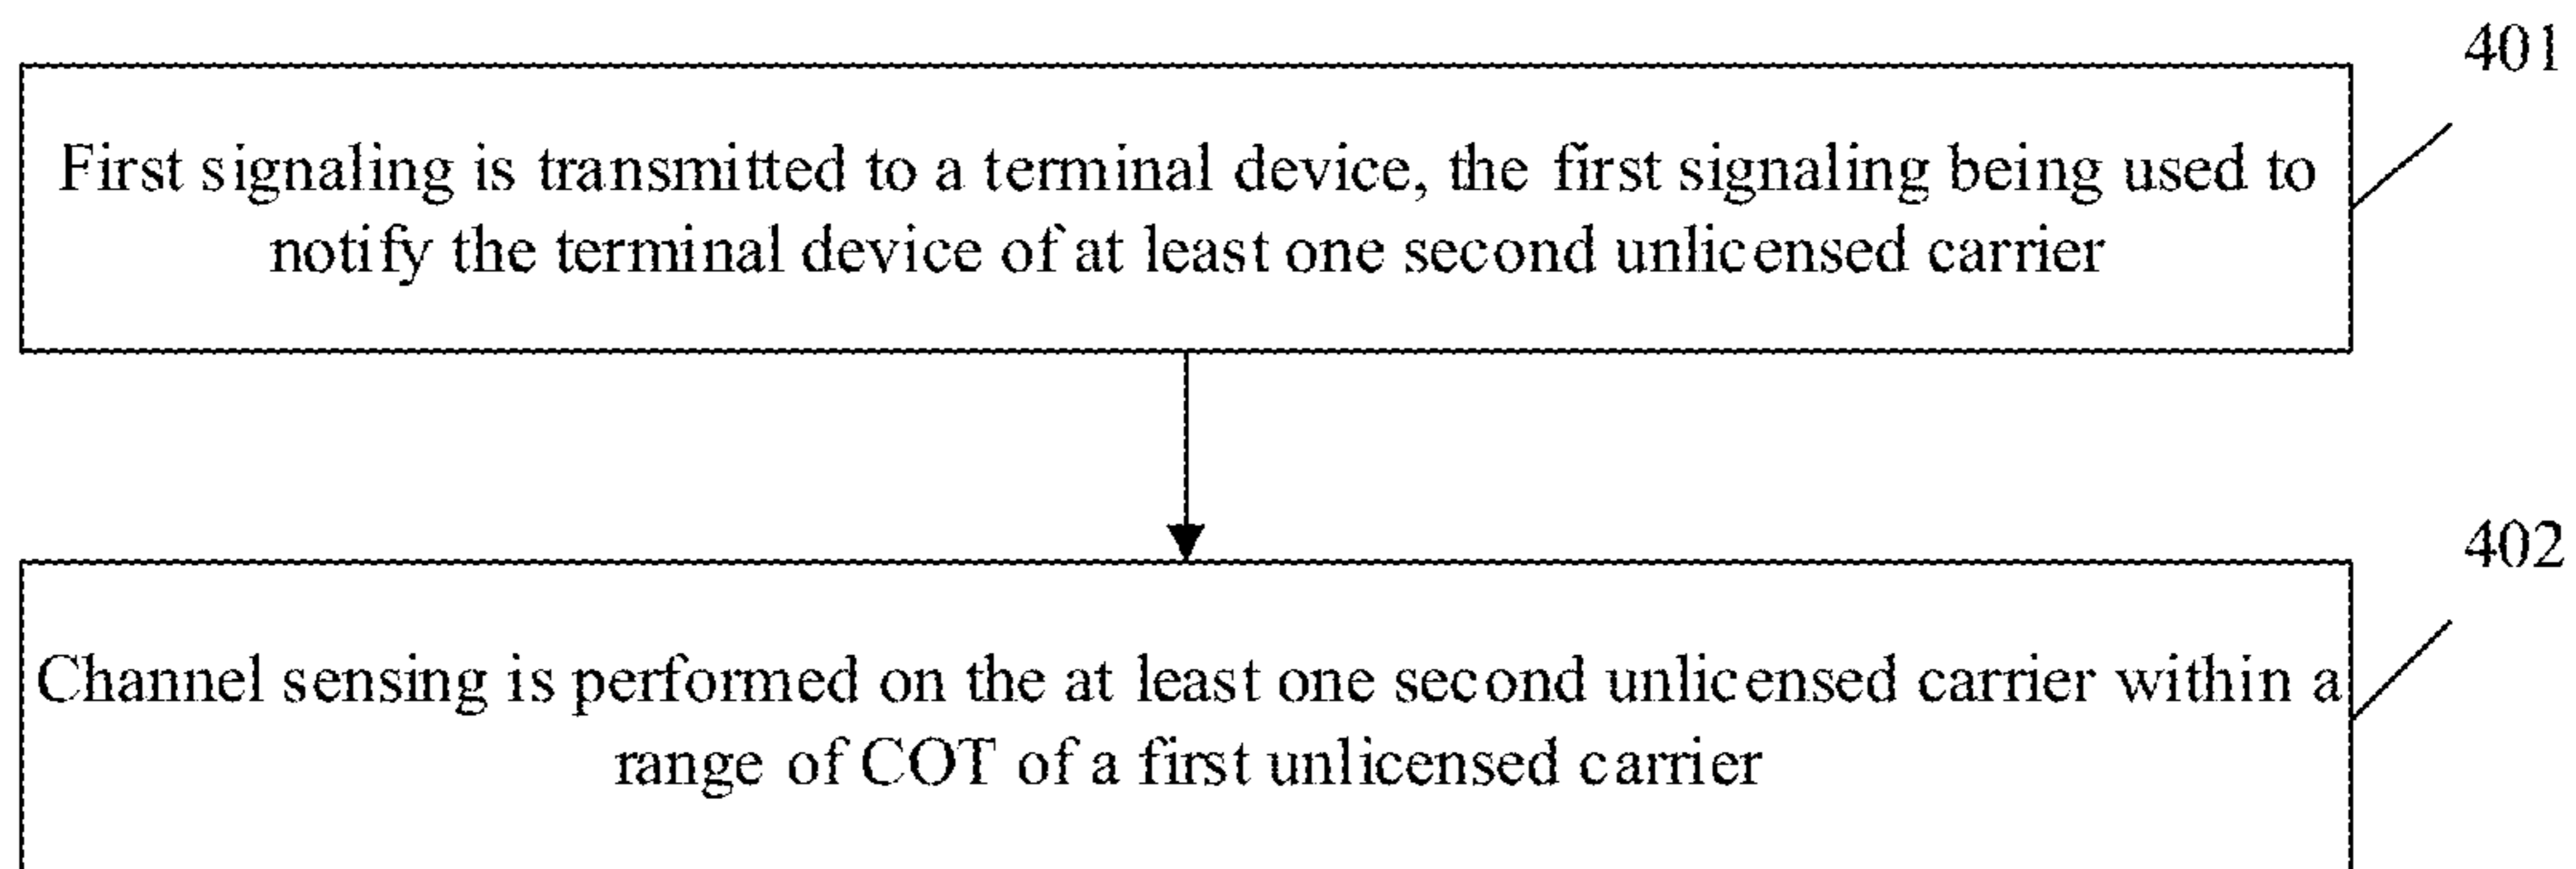 401
First signaling is transmitted to a terminal device, the first signaling being used to
notify the terminal device of at least one second unlicensed carrier
402
Channel sensing is performed on the at least one second unlicensed carrier within a
range of COT of a first unlicensed carrier